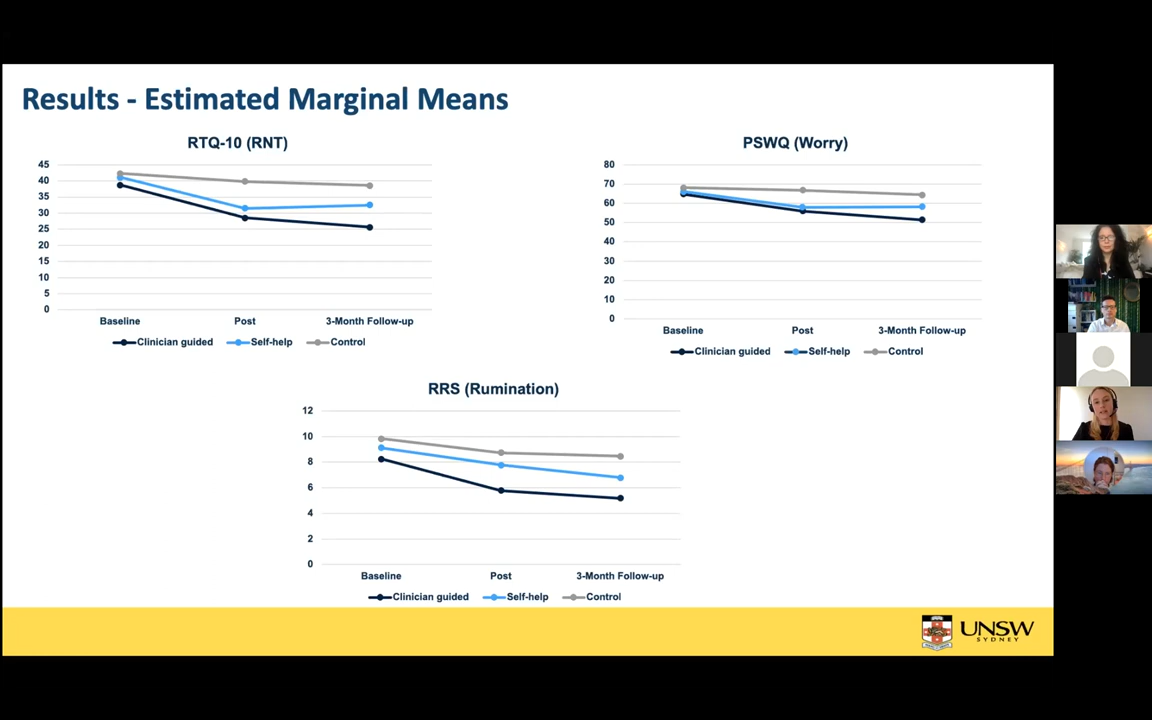 Results - Estimated Marginal Means
RTQ-10 (RNT)
45
40
35
30
25
20
15
10
5
0
Baseline Post 3-Month Follow-up
Clinician guided Self-help Control
PSWQ (Worry)
80
70
60
50
40
30
20
10
0
Baseline Post 3-Month Follow-up
Clinician guided Self-help Control
RRS (Rumination)
12
10
8
6
4
2
0
Baseline Post 3-Month Follow-up
Clinician guided Self-help Control
UNSW
SYDNEY